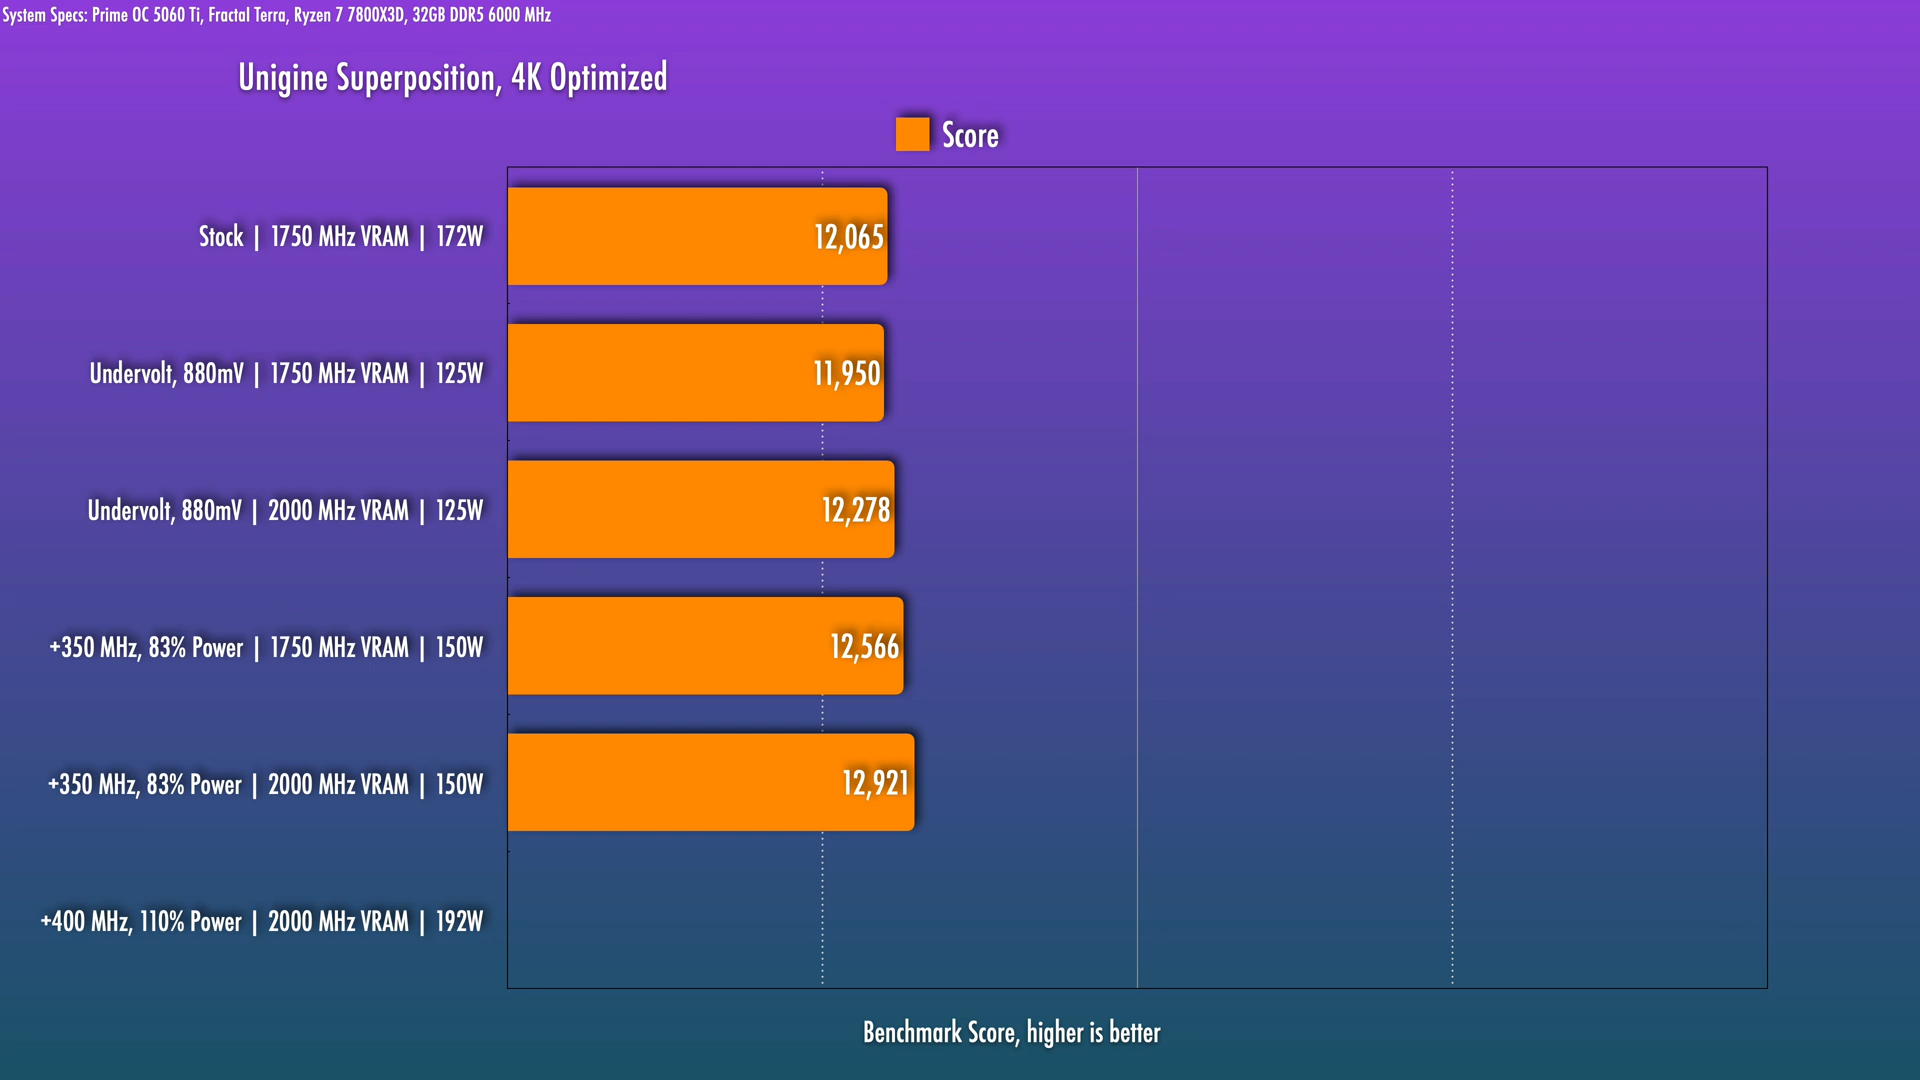 System Specs: Prime OC 5060 Ti, Fractal Terra, Ryzen 7 7800X3D, 32GB DDR5 6000 MHz
Unigine Superposition, 4K Optimized
Score
Stock | 1750 MHz VRAM | 172W
12,065
Undervolt, 880mV | 1750 MHz VRAM | 125W
11,950
Undervolt, 880mV | 2000 MHz VRAM | 125W
12,278
+350 MHz, 83% Power | 1750 MHz VRAM | 150W
12,566
+350 MHz, 83% Power | 2000 MHz VRAM | 150W
12,921
+400 MHz, 110% Power | 2000 MHz VRAM | 192W
Benchmark Score, higher is better